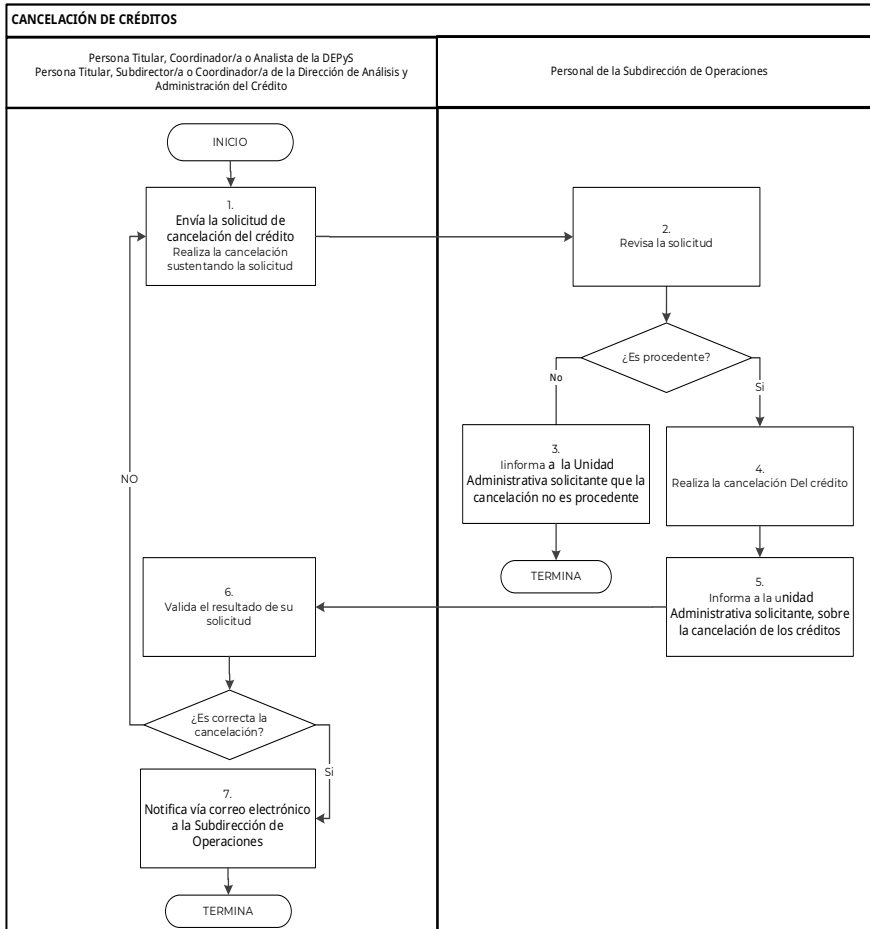 CANCELACIÓN DE CRÉDITOS
Persona Titular, Coordinador/a o Analista de la DEPyS
Persona Titular, Subdirector/a o Coordinador/a de la Dirección de Análisis y
Administración del Crédito
Personal de la Subdirección de Operaciones
INICIO
1.
Envía la solicitud de
cancelación del crédito
Realiza la cancelación
sustentando la solicitud
2.
Revisa la solicitud
¿Es procedente?
No
Si
3.
Iinforma a la Unidad
Administrativa solicitante que la
cancelación no es procedente
4.
Realiza la cancelación Del crédito
NO
TERMINA
5.
Informa a la unidad
Administrativa solicitante, sobre
la cancelación de los créditos
6.
Valida el resultado de su
solicitud
¿Es correcta la
cancelación?
Si
7.
Notifica vía correo electrónico
a la Subdirección de
Operaciones
TERMINA